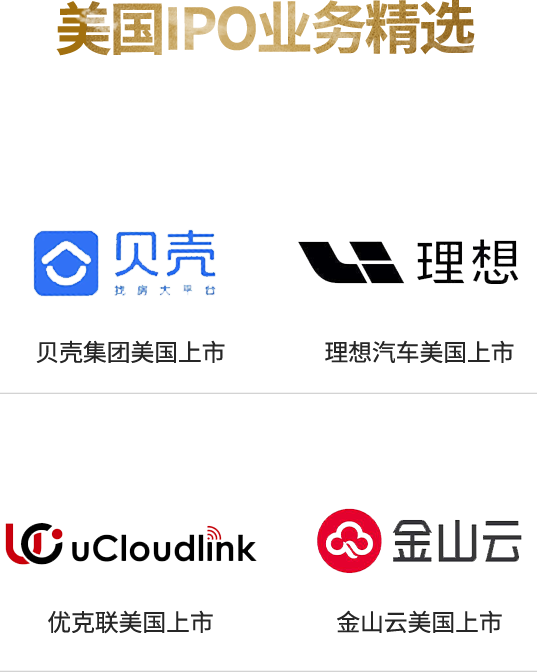 美国IPO业务精选
贝壳
找房大平台
理想
贝壳集团美国上市
理想汽车美国上市
uCloudlink
金山云
优克联美国上市
金山云美国上市